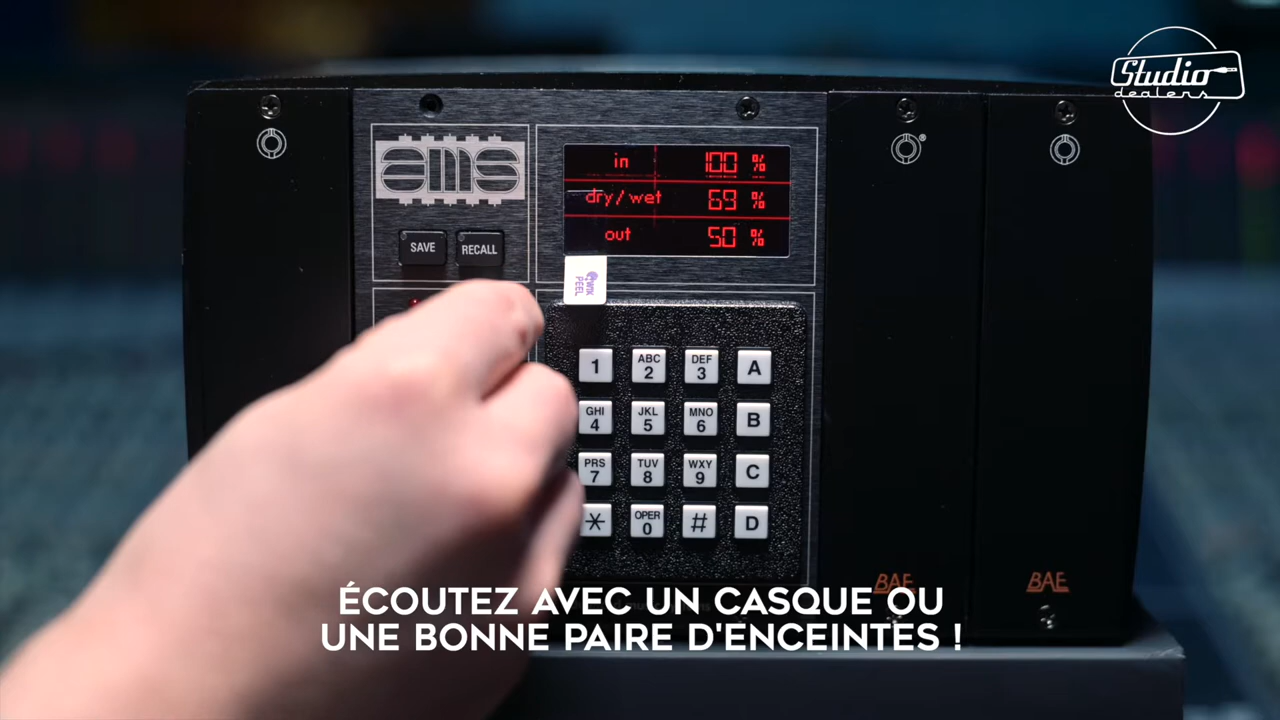 Studio
dealers
ams
in 100 %
dry/wet 69 %
out 50 %
SAVE
RECALL
QWIK
PEEL
1
ABC
2
DEF
3
A
GHI
4
JKL
5
MNO
6
B
PRS
7
TUV
8
WXY
9
C
*
OPER
0
#
D
BAE
BAE
ÉCOUTEZ AVEC UN CASQUE OU
UNE BONNE PAIRE D'ENCEINTES !